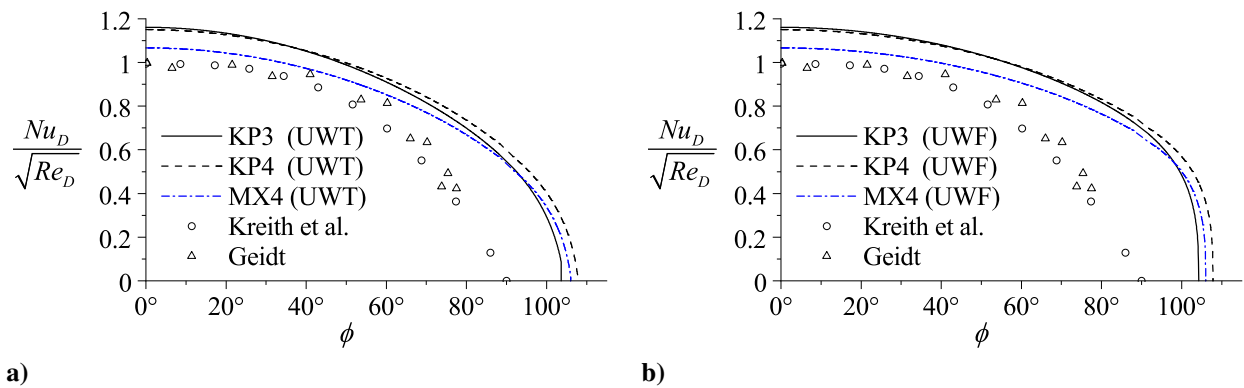 1.2
1
0.8
0.6
0.4
0.2
0
Nu_D
√Re_D
KP3 (UWT)
KP4 (UWT)
MX4 (UWT)
Kreith et al.
Geidt
0° 20° 40° 60° 80° 100°
ϕ
a)
1.2
1
0.8
0.6
0.4
0.2
0
Nu_D
√Re_D
KP3 (UWF)
KP4 (UWF)
MX4 (UWF)
Kreith et al.
Geidt
0° 20° 40° 60° 80° 100°
ϕ
b)